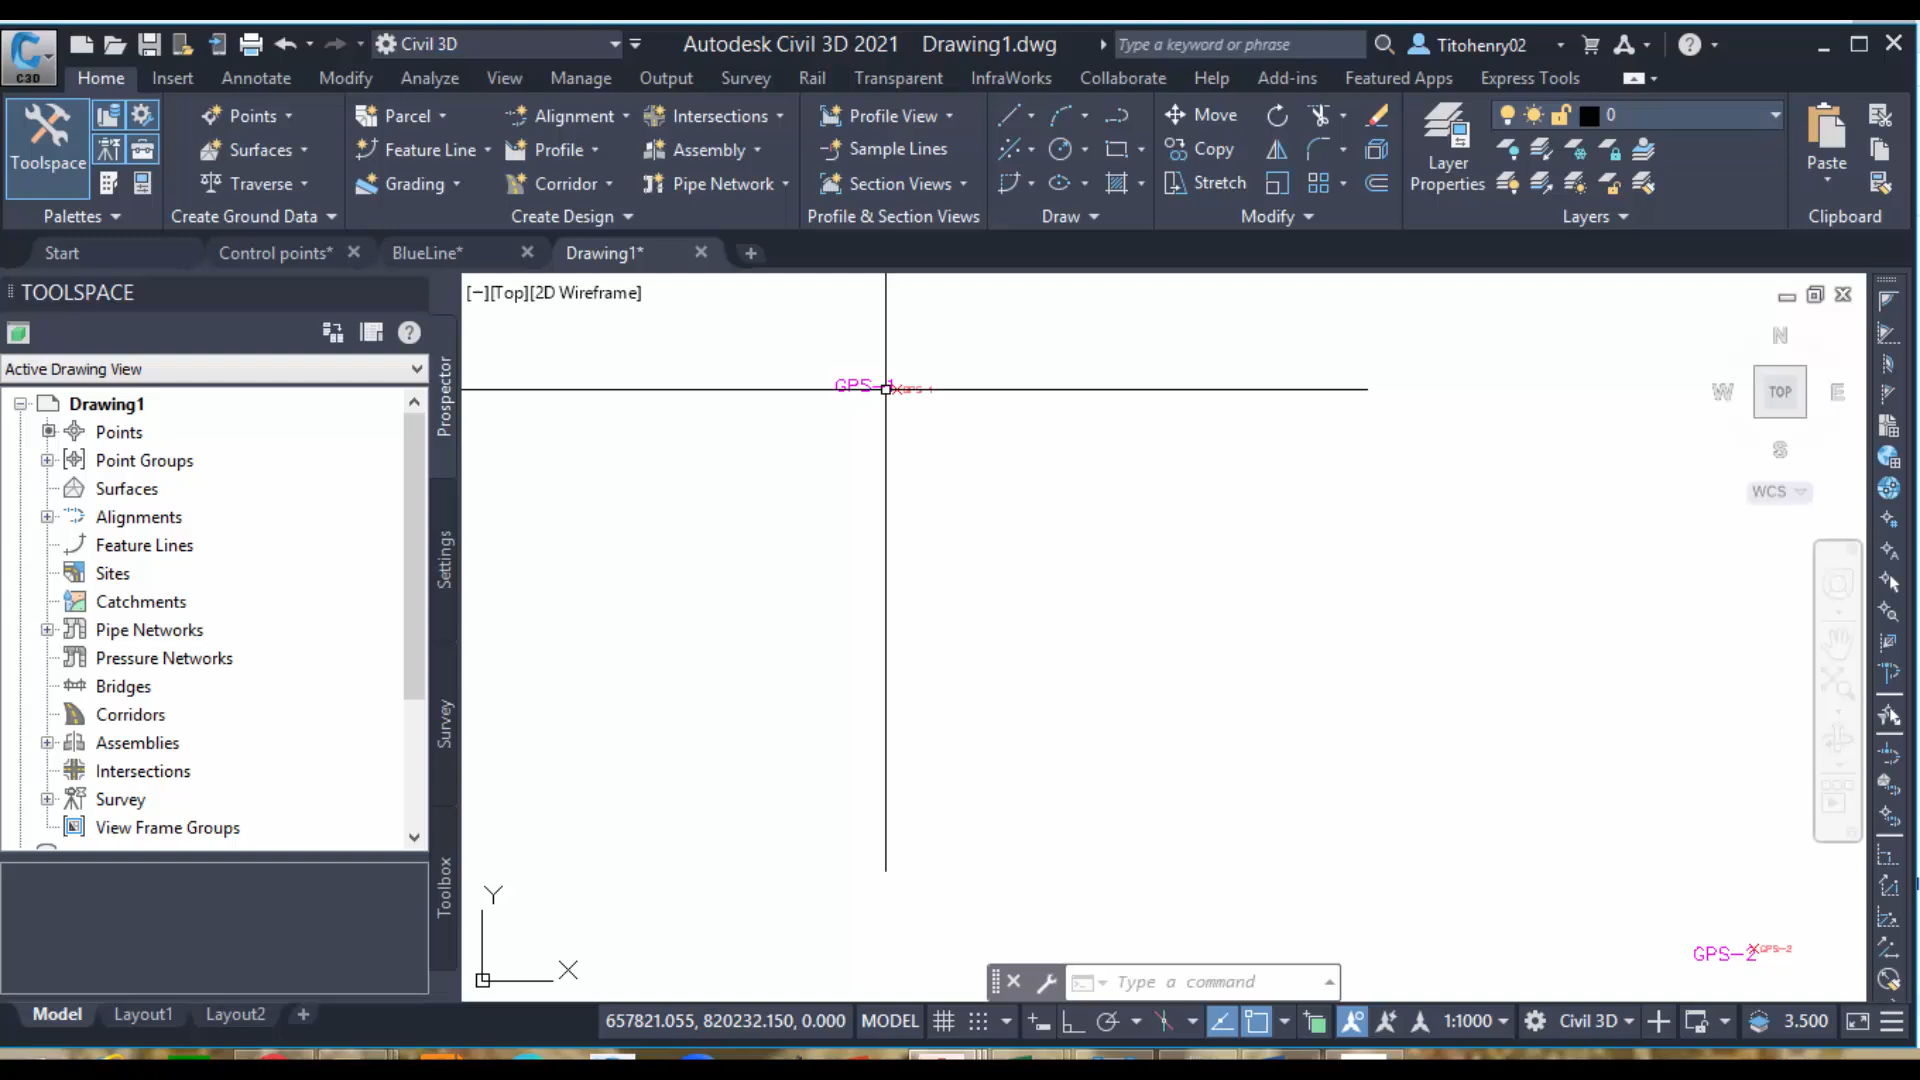 Civil 3D
Autodesk Civil 3D 2021 Drawing1.dwg
Type a keyword or phrase
Titohenry02
C3D
Home Insert Annotate Modify Analyze View Manage Output Survey Rail Transparent InfraWorks Collaborate Help Add-ins Featured Apps Express Tools
Toolspace
Points
Surfaces
Traverse
Parcel
Feature Line
Grading
Alignment
Profile
Corridor
Intersections
Assembly
Pipe Network
Profile View
Sample Lines
Section Views
Move
Copy
Stretch
Layer
Properties
0
Paste
Palettes
Create Ground Data
Create Design
Profile & Section Views
Draw
Modify
Layers
Clipboard
Start
Control points*
BlueLine*
Drawing1*
TOOLSPACE
Active Drawing View
Drawing1
Points
Point Groups
Surfaces
Alignments
Feature Lines
Sites
Catchments
Pipe Networks
Pressure Networks
Bridges
Corridors
Assemblies
Intersections
Survey
View Frame Groups
Prospector
Settings
Survey
Toolbox
[−][Top][2D Wireframe]
GPS-1
GPS-1
N
W
TOP
E
S
WCS
GPS-2
GPS-2
Y
X
Type a command
Model
Layout1
Layout2
657821.055, 820232.150, 0.000
MODEL
1:1000
Civil 3D
3.500